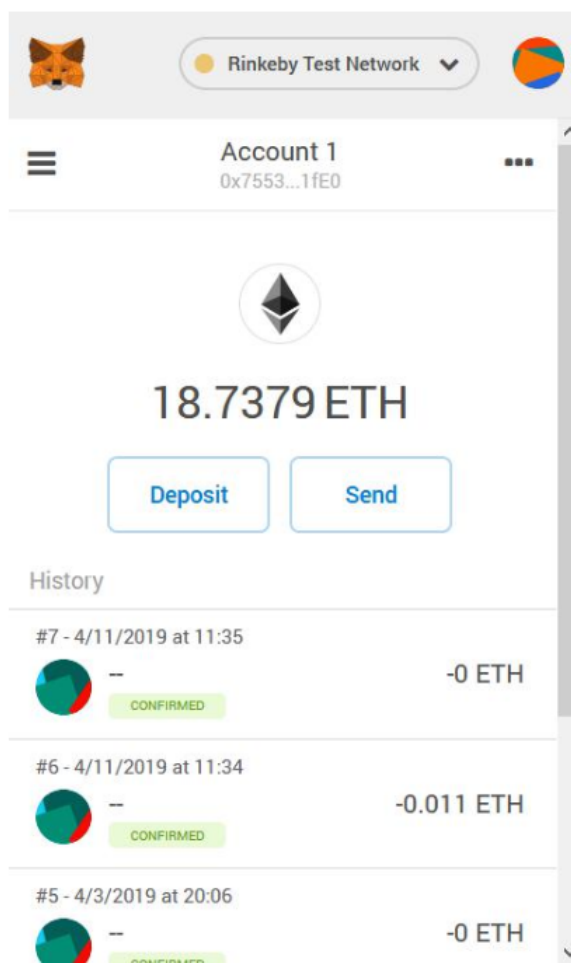 Rinkeby Test Network
Account 1
0x7553...1fE0
18.7379 ETH
Deposit Send
History
#7 - 4/11/2019 at 11:35
-- -0 ETH
CONFIRMED
#6 - 4/11/2019 at 11:34
-- -0.011 ETH
CONFIRMED
#5 - 4/3/2019 at 20:06
-- -0 ETH
CONFIRMED